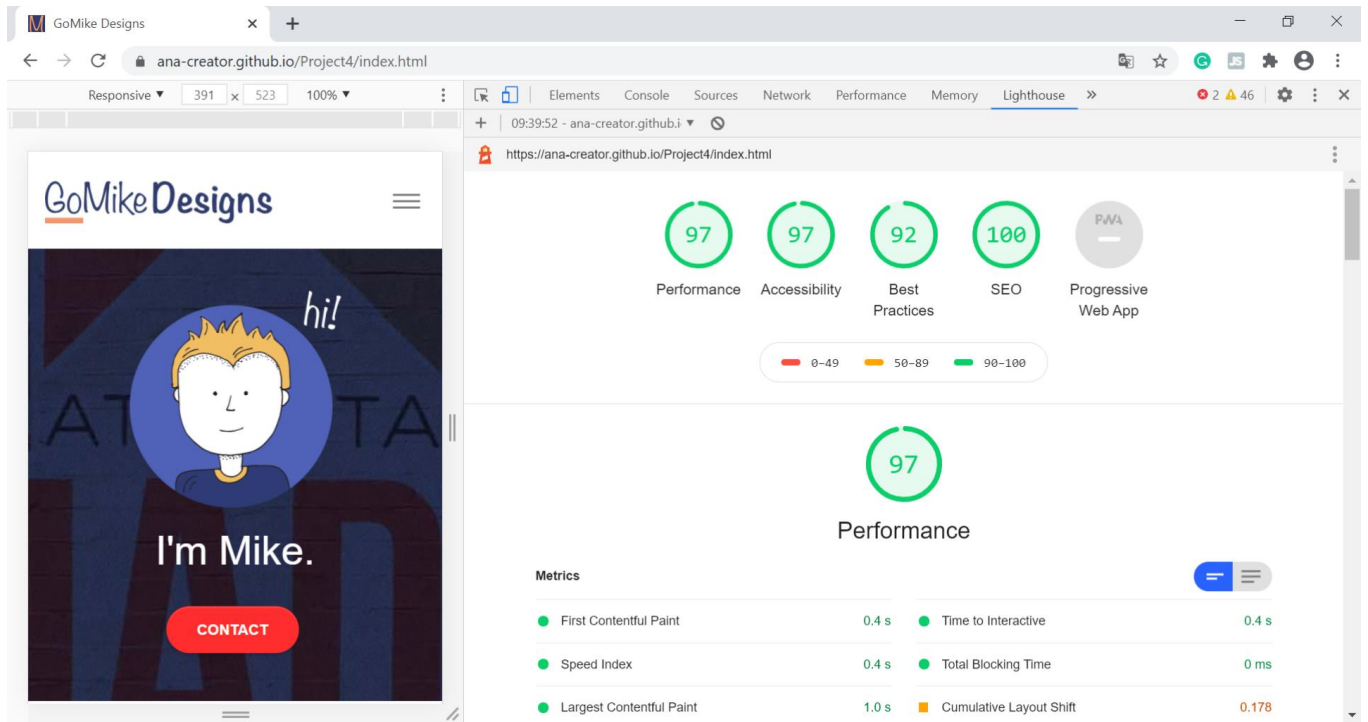 GoMike Designs
ana-creator.github.io/Project4/index.html
Responsive ▼ 391 x 523 100% ▼
Elements Console Sources Network Performance Memory Lighthouse » 2 46
09:39:52 - ana-creator.github.i
https://ana-creator.github.io/Project4/index.html
GoMikeDesigns
hi!
I'm Mike.
CONTACT
97 97 92 100 PWA
Performance Accessibility Best Practices SEO Progressive Web App
0–49 50–89 90–100
97
Performance
Metrics
First Contentful Paint 0.4 s Time to Interactive 0.4 s
Speed Index 0.4 s Total Blocking Time 0 ms
Largest Contentful Paint 1.0 s Cumulative Layout Shift 0.178